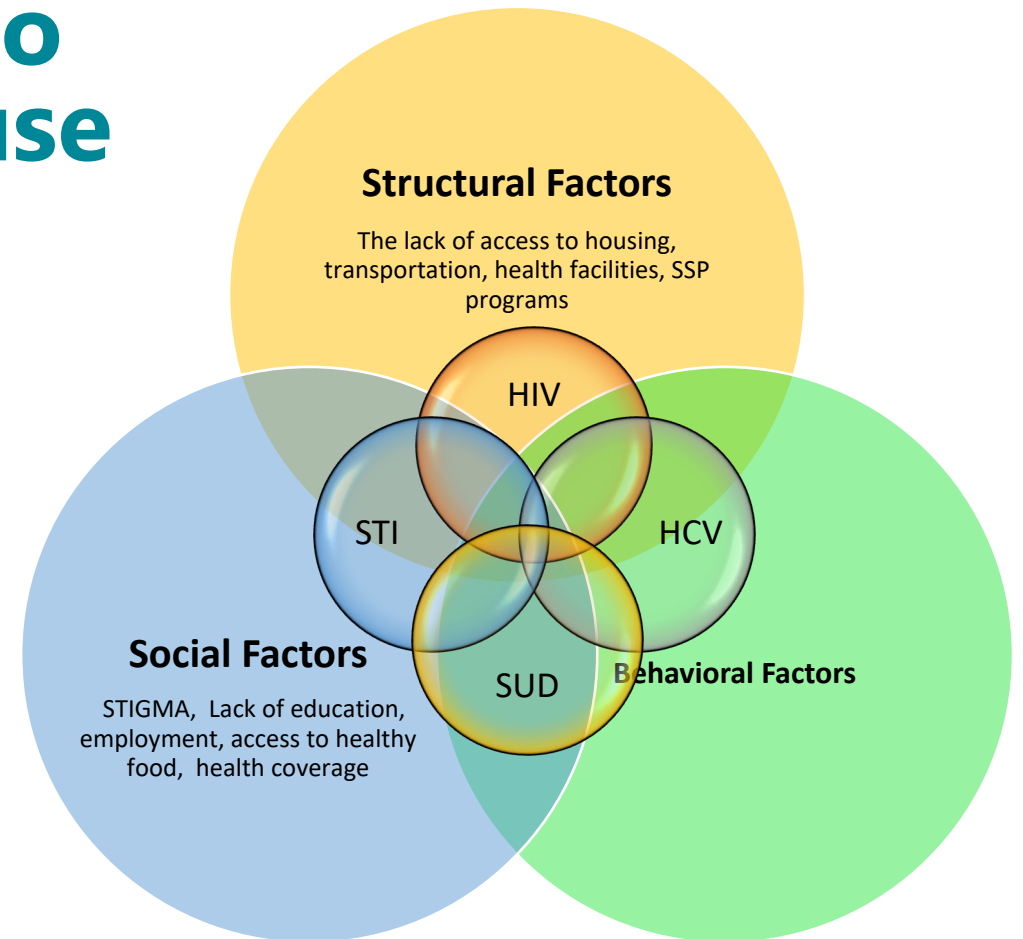 o
use
Structural Factors
The lack of access to housing,
transportation, health facilities, SSP
programs
HIV
STI
HCV
SUD
Social Factors
STIGMA,  Lack of education,
employment, access to healthy
food,  health coverage
Behavioral Factors